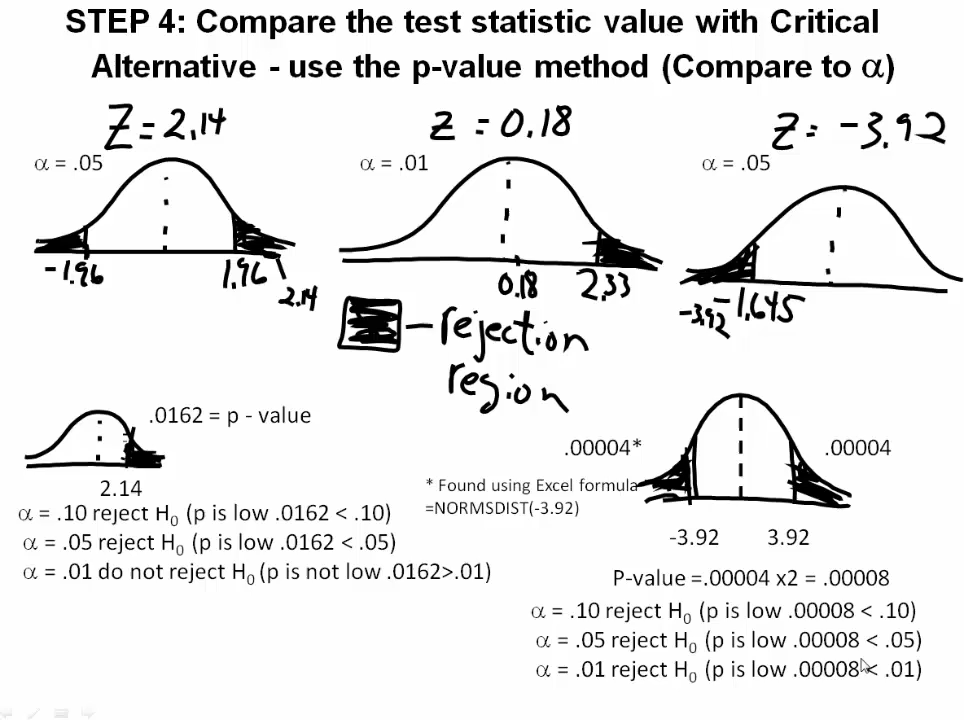 STEP 4: Compare the test statistic value with Critical
Alternative - use the p-value method (Compare to α)
Z = 2.14
z = 0.18
Z = -3.92
α = .05
α = .01
α = .05
-1.96
1.96
2.14
0.18
2.33
-3.92
-1.645
-rejection
region
.0162 = p - value
2.14
α = .10 reject H₀ (p is low .0162 < .10)
α = .05 reject H₀ (p is low .0162 < .05)
α = .01 do not reject H₀ (p is not low .0162>.01)
.00004*
.00004
* Found using Excel formula
=NORMSDIST(-3.92)
-3.92
3.92
P-value =.00004 x2 = .00008
α = .10 reject H₀ (p is low .00008 < .10)
α = .05 reject H₀ (p is low .00008 < .05)
α = .01 reject H₀ (p is low .00008 < .01)